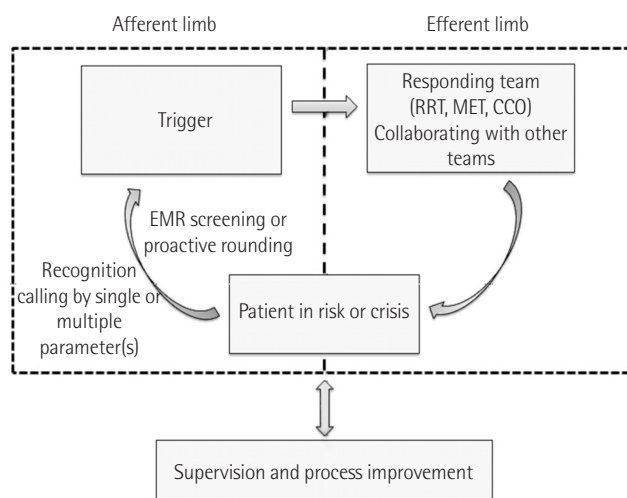 Afferent limb
Efferent limb
Trigger
Responding team
(RRT, MET, CCO)
Collaborating with other
teams
EMR screening or
proactive rounding
Recognition
calling by single or
multiple
parameter(s)
Patient in risk or crisis
Supervision and process improvement